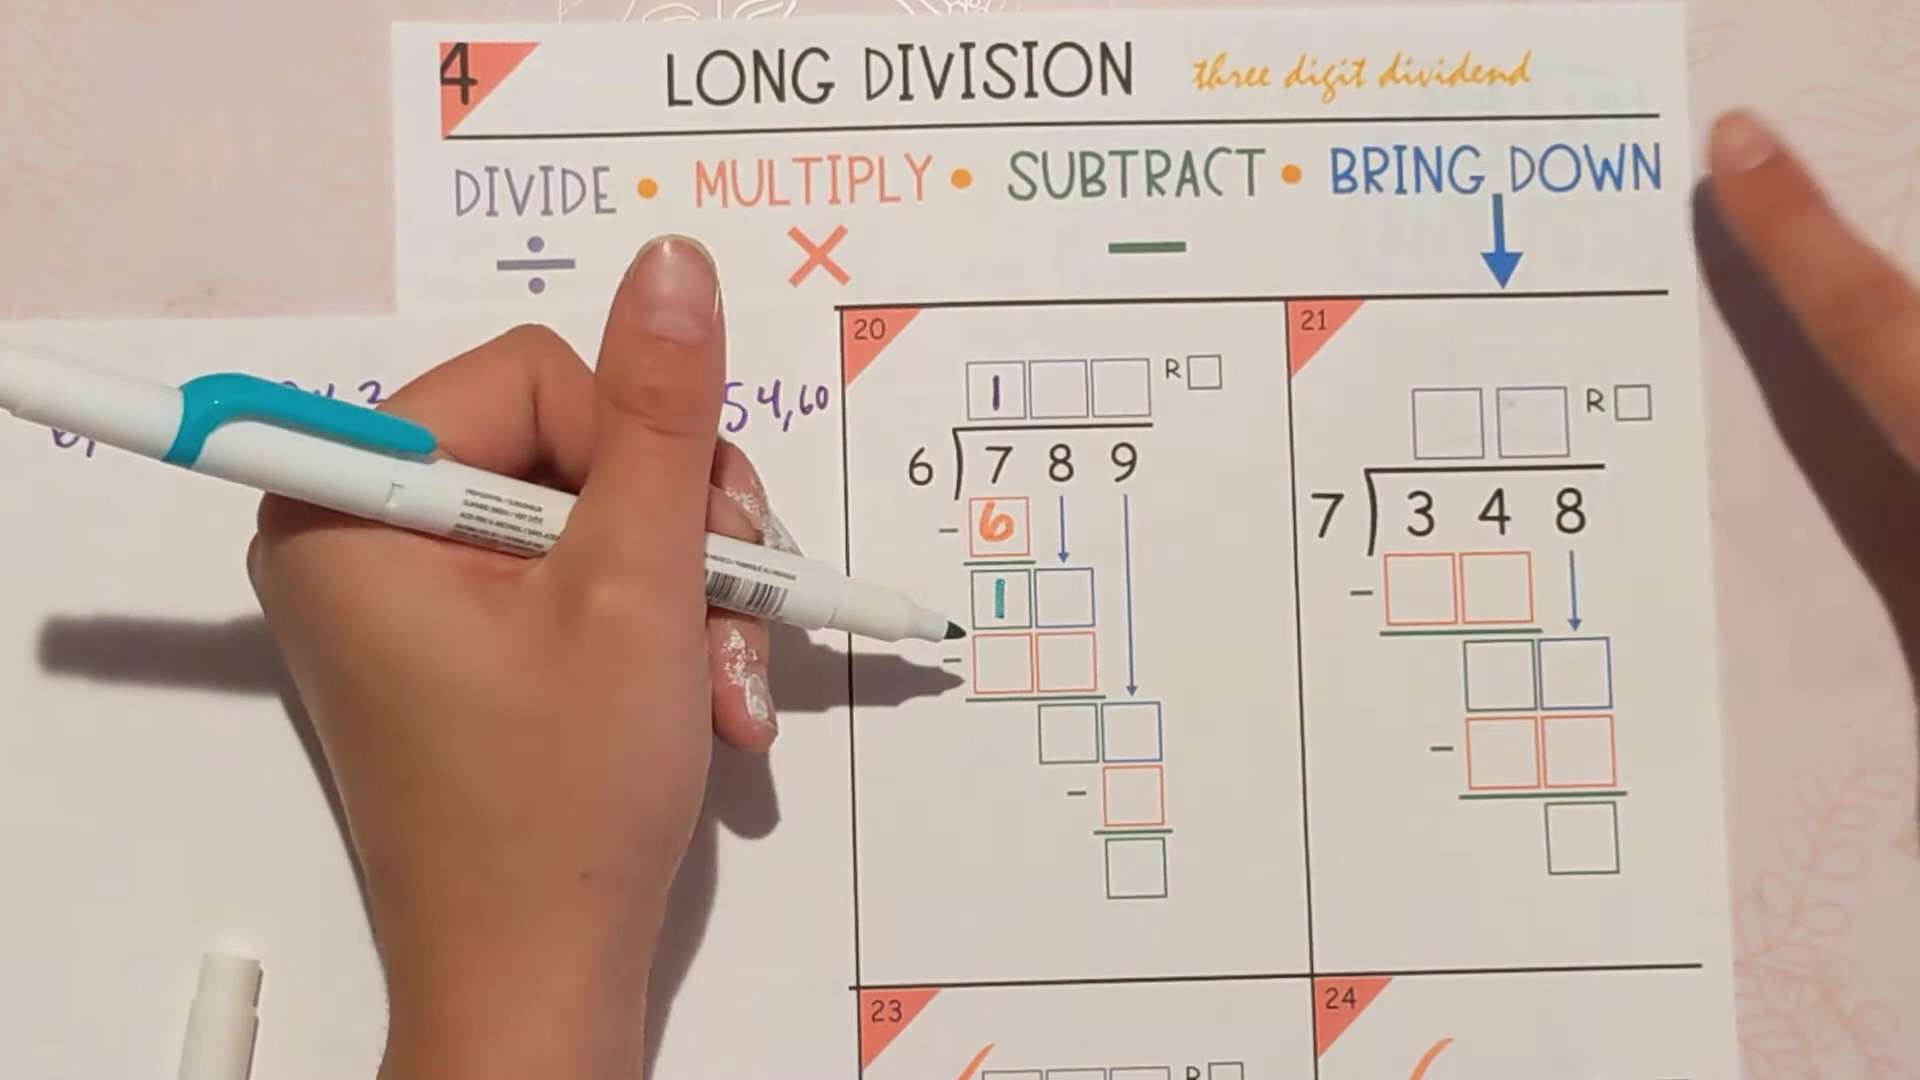 4 LONG DIVISION three digit dividend
DIVIDE • MULTIPLY • SUBTRACT • BRING DOWN
÷ × —
54,60
20
1 R
6 7 8 9
- 6
1
-
-
21
R
7 3 4 8
-
-
23
R
24